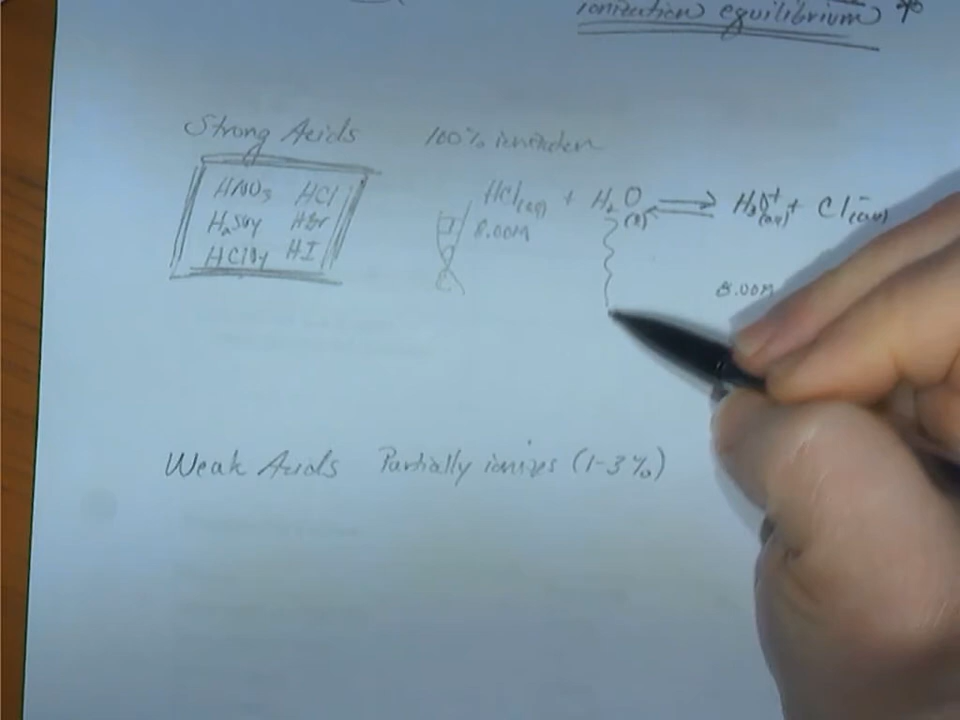 ionization equilibrium *
Strong Acids 100% ionization
HNO₃ HCl
H₂SO₄ HBr
HClO₄ HI
HCl(aq) + H₂O(l) ⇌ H₃O⁺(aq) + Cl⁻(aq)
8.00M
8.00M
Weak Acids Partially ionizes (1-3%)